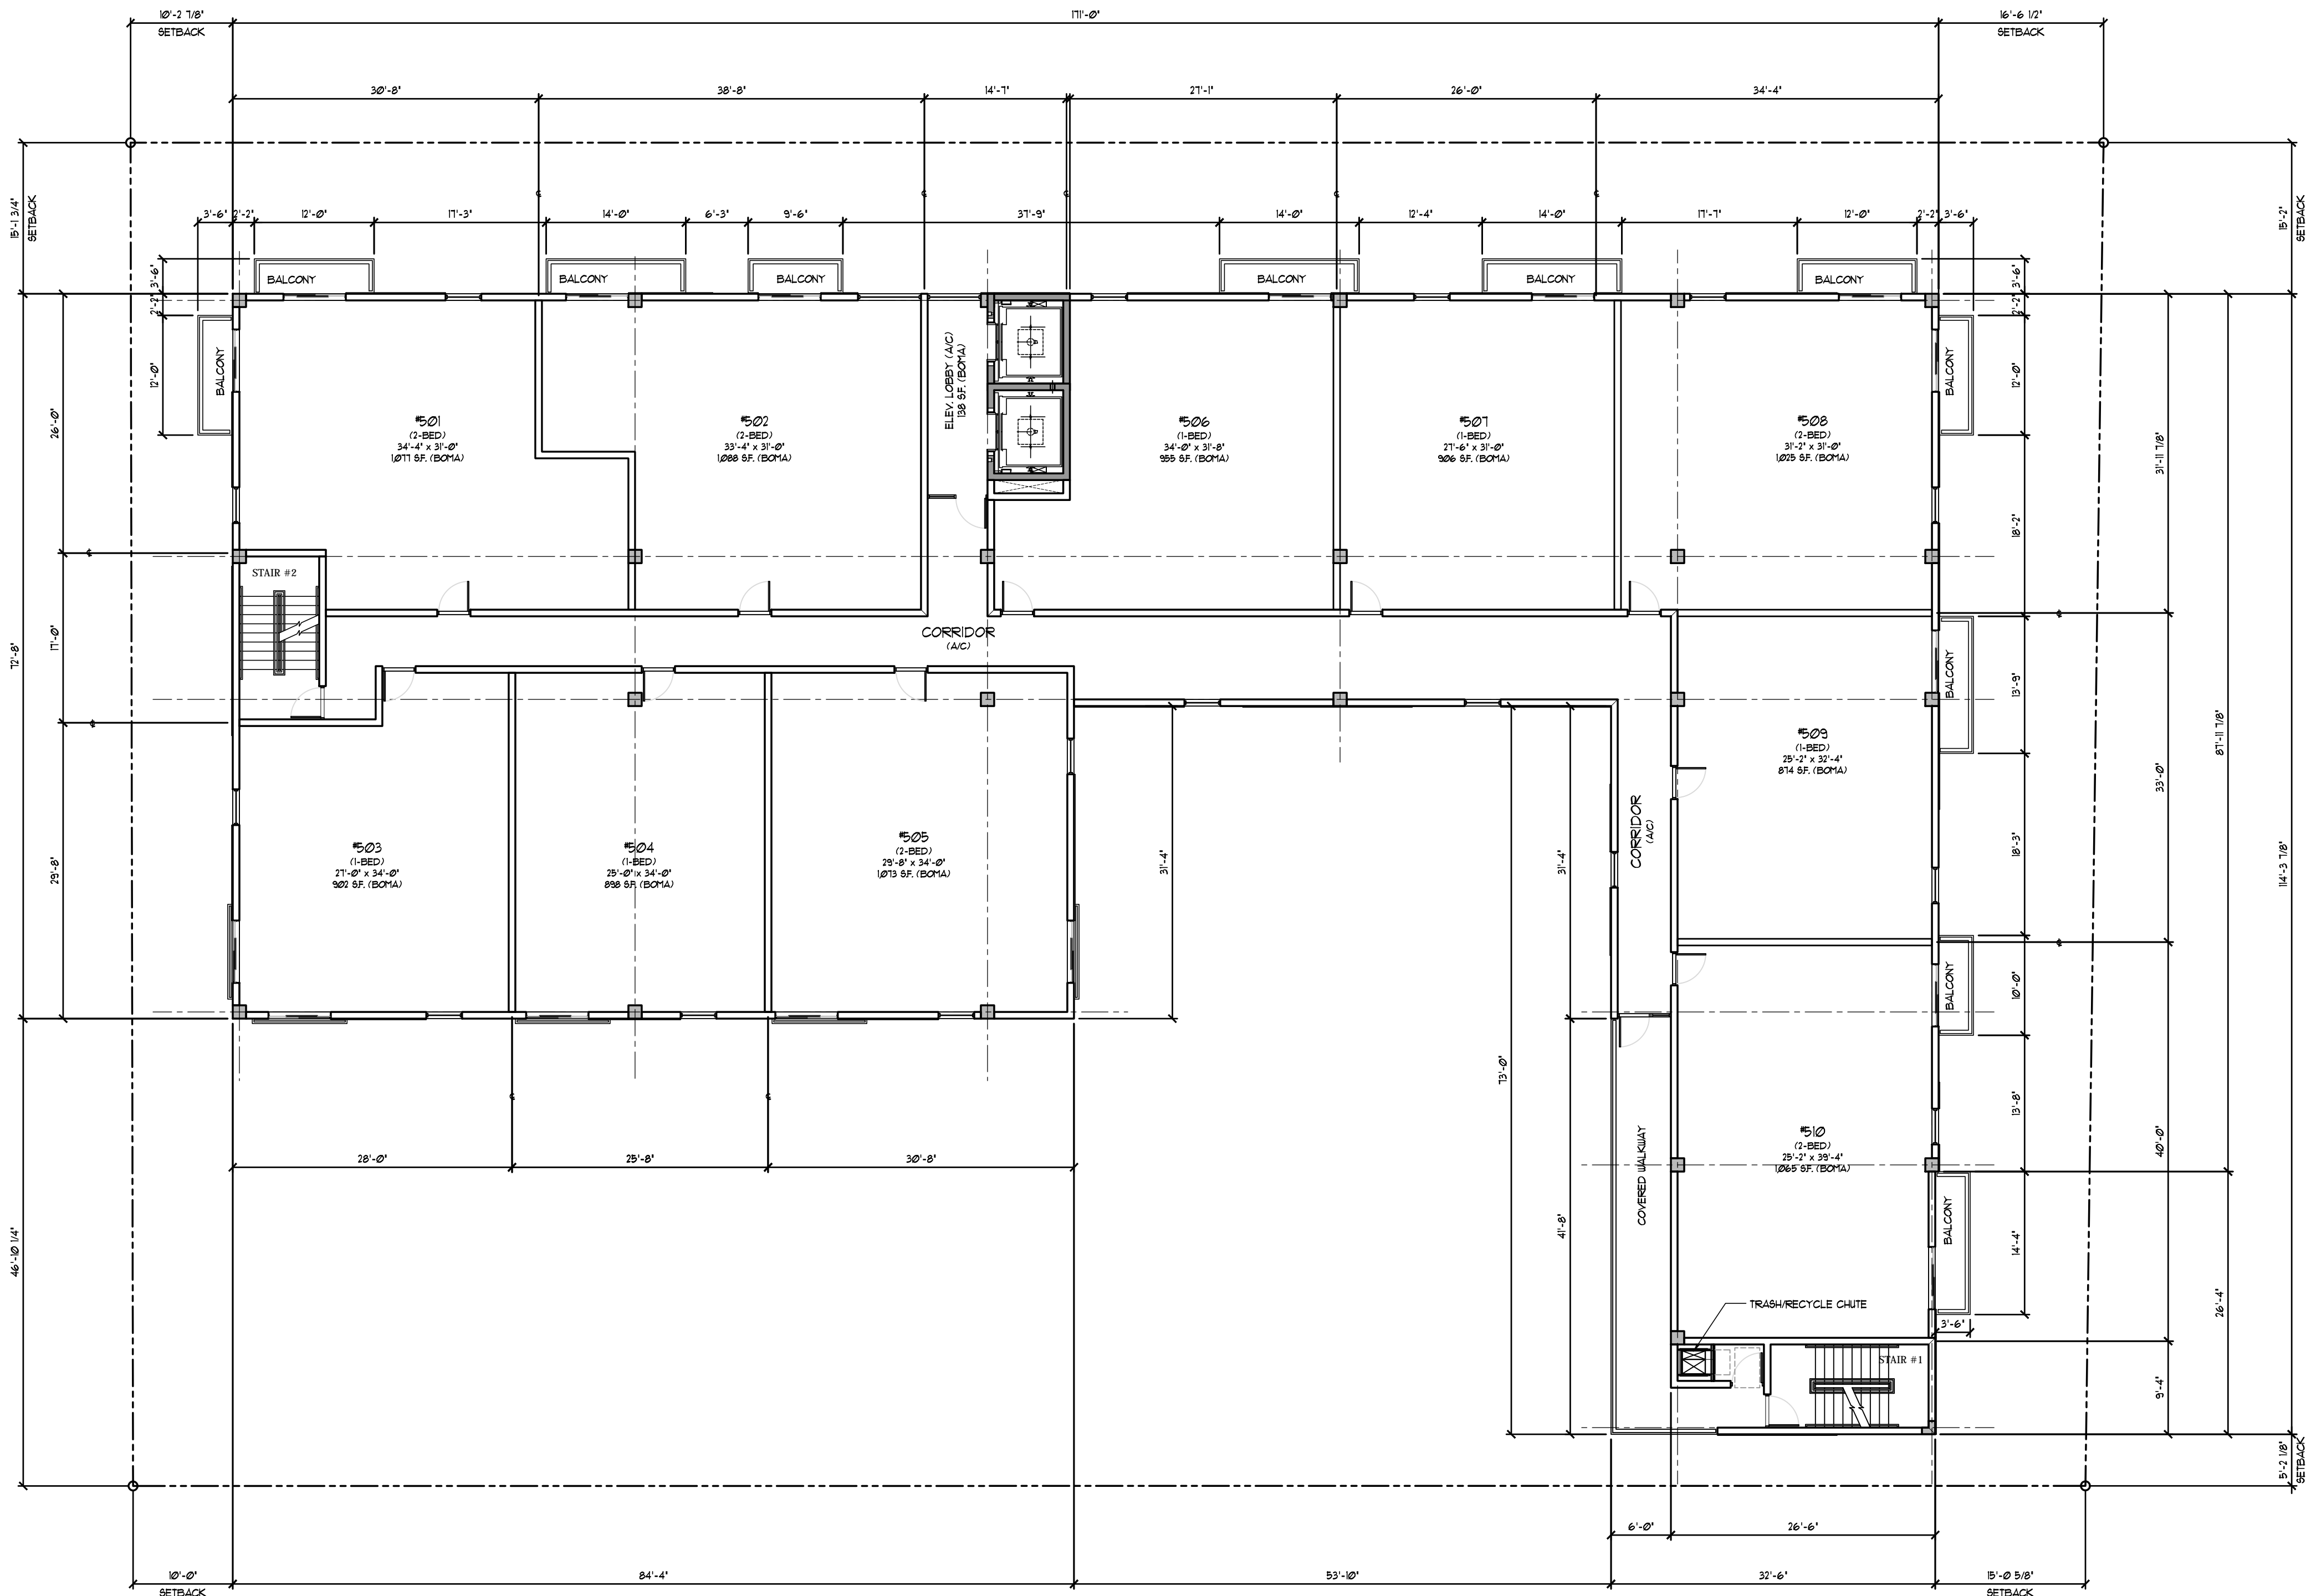 10'-2 7/8"
171'-0"
16'-6 1/2"
SETBACK
SETBACK
30'-8"
38'-8"
14'-7"
27'-1"
26'-0"
34'-4"
15'-1 3/4"
SETBACK
15'-2"
SETBACK
3'-6"
2'-2"
12'-0"
17'-3"
14'-0"
6'-3"
9'-6"
37'-9"
14'-0"
12'-4"
14'-0"
17'-7"
12'-0"
2'-2"
3'-6"
3'-6"
2'-2"
12'-0"
BALCONY
BALCONY
BALCONY
BALCONY
BALCONY
BALCONY
3'-6"
2'-2"
BALCONY
BALCONY
12'-0"
26'-0"
ELEV. LOBBY (A/C)
138 S.F. (BOMA)
#501
(2-BED)
34'-4" x 31'-0"
1,077 S.F. (BOMA)
#502
(2-BED)
33'-4" x 31'-0"
1,088 S.F. (BOMA)
#506
(1-BED)
34'-0" x 31'-8"
955 S.F. (BOMA)
#507
(1-BED)
27'-6" x 31'-0"
906 S.F. (BOMA)
#508
(2-BED)
31'-2" x 31'-0"
1,025 S.F. (BOMA)
31'-11 7/8"
18'-2"
STAIR #2
72'-8"
17'-0"
CORRIDOR
(A/C)
BALCONY
13'-9"
#509
(1-BED)
25'-2" x 32'-4"
874 S.F. (BOMA)
33'-0"
87'-11 7/8"
114'-3 7/8"
18'-3"
CORRIDOR
(A/C)
29'-8"
#503
(1-BED)
27'-0" x 34'-0"
902 S.F. (BOMA)
#504
(1-BED)
25'-0" x 34'-0"
898 S.F. (BOMA)
#505
(2-BED)
29'-8" x 34'-0"
1,073 S.F. (BOMA)
31'-4"
31'-4"
BALCONY
10'-0"
73'-0"
13'-8"
40'-0"
#510
(2-BED)
25'-2" x 39'-4"
1,065 S.F. (BOMA)
28'-0"
25'-8"
30'-8"
COVERED WALKWAY
BALCONY
41'-8"
14'-4"
46'-10 1/4"
TRASH/RECYCLE CHUTE
26'-4"
3'-6"
STAIR #1
9'-4"
5'-2 1/8"
SETBACK
6'-0"
26'-6"
10'-0"
84'-4"
53'-10"
32'-6"
15'-0 5/8"
SETBACK
SETBACK